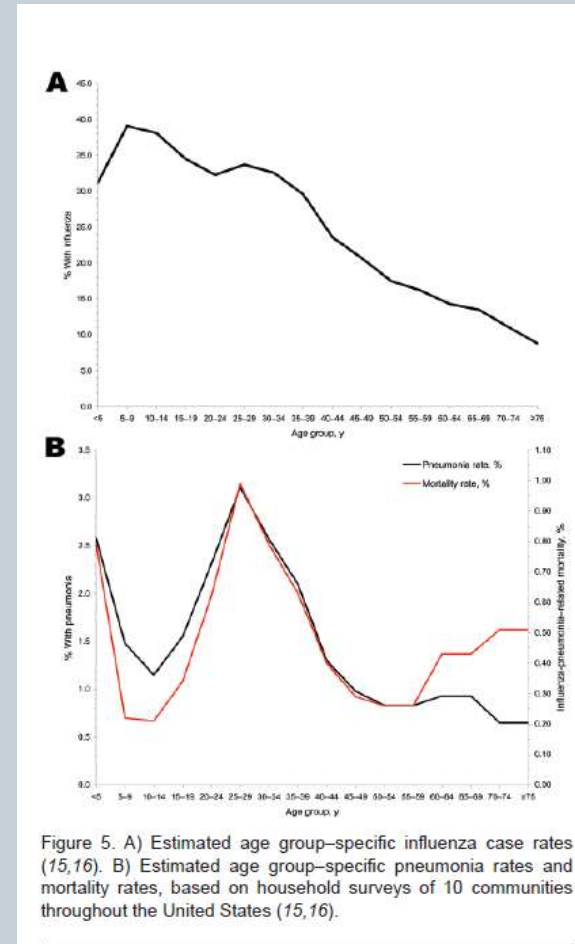 A
45.0
40.0
35.0
30.0
25.0
20.0
15.0
10.0
5.0
0.0
% With influenza
<5 5–9 10–14 15–19 20–24 25–29 30–34 35–39 40–44 45–49 50–54 55–59 60–64 65–69 70–74 ≥75
Age group, y
B
3.5
3.0
2.5
2.0
1.5
1.0
0.5
0.0
% With pneumonia
Pneumonia rate, %
Mortality rate, %
1.10
1.00
0.90
0.80
0.70
0.60
0.50
0.40
0.30
0.20
0.10
0.00
Influenza-pneumonia–related mortality, %
<5 5–9 10–14 15–19 20–24 25–29 30–34 35–39 40–44 45–49 50–54 55–59 60–64 65–69 70–74 ≥75
Age group, y
Figure 5. A) Estimated age group–specific influenza case rates
(15,16). B) Estimated age group–specific pneumonia rates and
mortality rates, based on household surveys of 10 communities
throughout the United States (15,16).